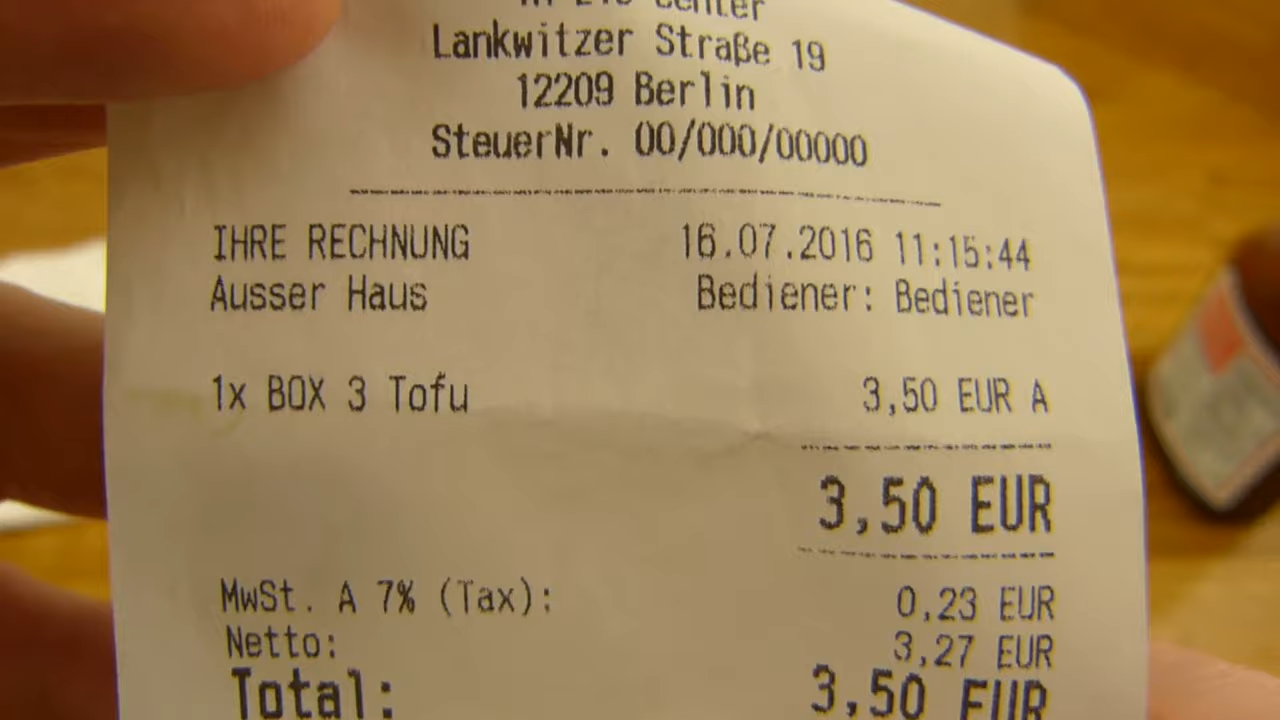 Center
Lankwitzer Straße 19
12209 Berlin
SteuerNr. 00/000/00000
IHRE RECHNUNG 16.07.2016 11:15:44
Ausser Haus Bediener: Bediener
1x BOX 3 Tofu 3,50 EUR A
3,50 EUR
MwSt. A 7% (Tax): 0,23 EUR
Netto: 3,27 EUR
Total: 3,50 EUR